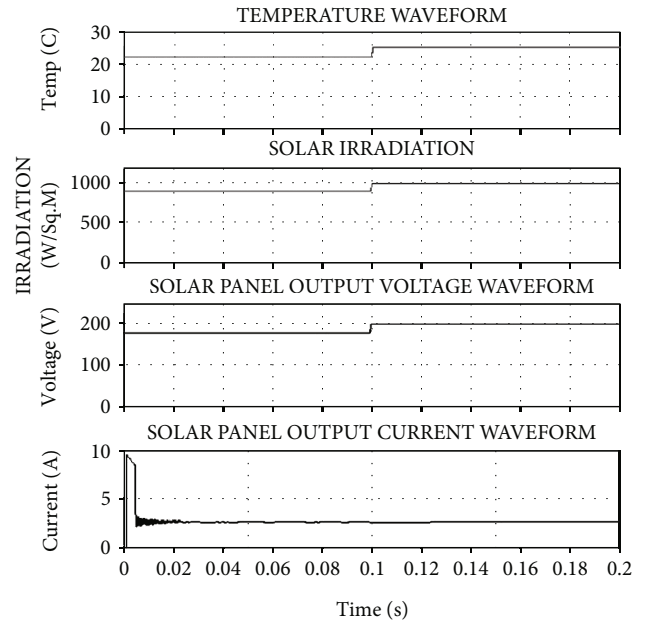 TEMPERATURE WAVEFORM
Temp (C)
30
20
10
0
SOLAR IRRADIATION
IRRADIATION
(W/Sq.M)
1000
500
0
SOLAR PANEL OUTPUT VOLTAGE WAVEFORM
Voltage (V)
200
100
0
SOLAR PANEL OUTPUT CURRENT WAVEFORM
Current (A)
10
5
0
0 0.02 0.04 0.06 0.08 0.1 0.12 0.14 0.16 0.18 0.2
Time (s)